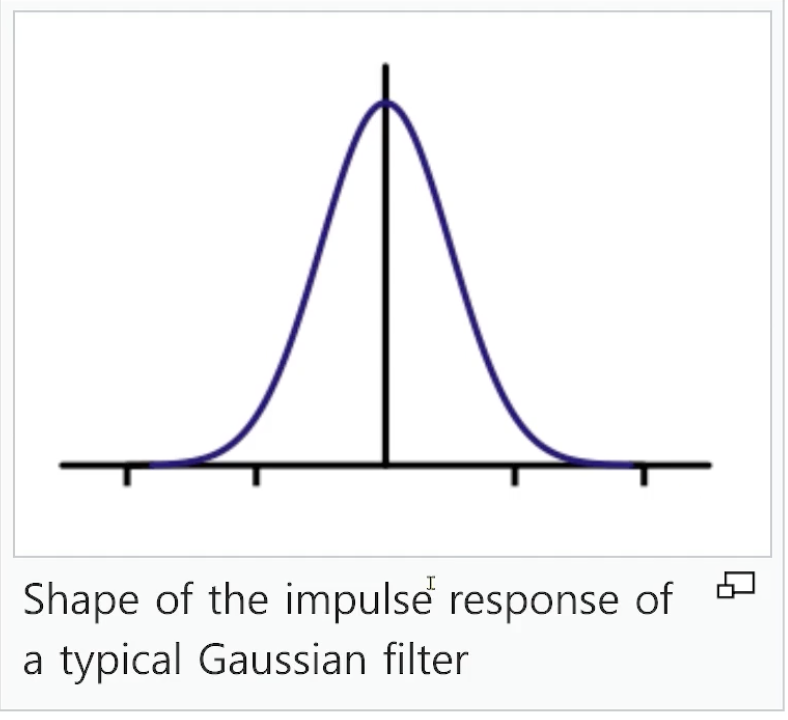 Shape of the impulse response of
a typical Gaussian filter